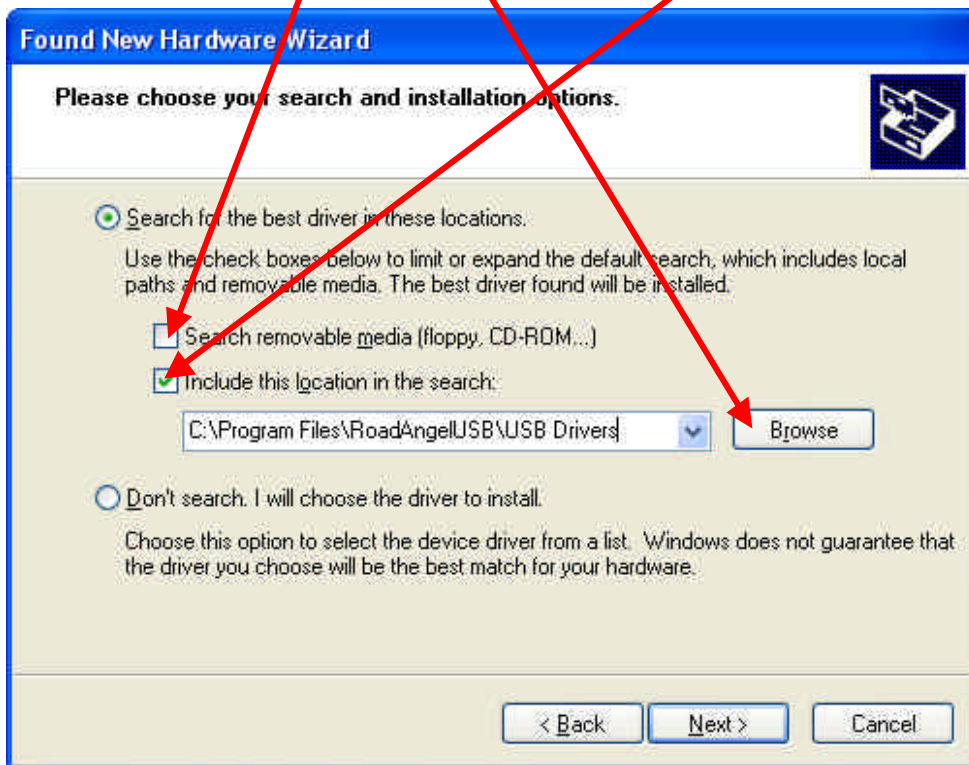 Found New Hardware Wizard
Please choose your search and installation options.
Search for the best driver in these locations.
Use the check boxes below to limit or expand the default search, which includes local
paths and removable media. The best driver found will be installed.
Search removable media (floppy, CD-ROM...)
Include this location in the search:
C:\Program Files\RoadAngelUSB\USB Drivers
Browse
Don't search. I will choose the driver to install.
Choose this option to select the device driver from a list. Windows does not guarantee that
the driver you choose will be the best match for your hardware.
< Back
Next >
Cancel